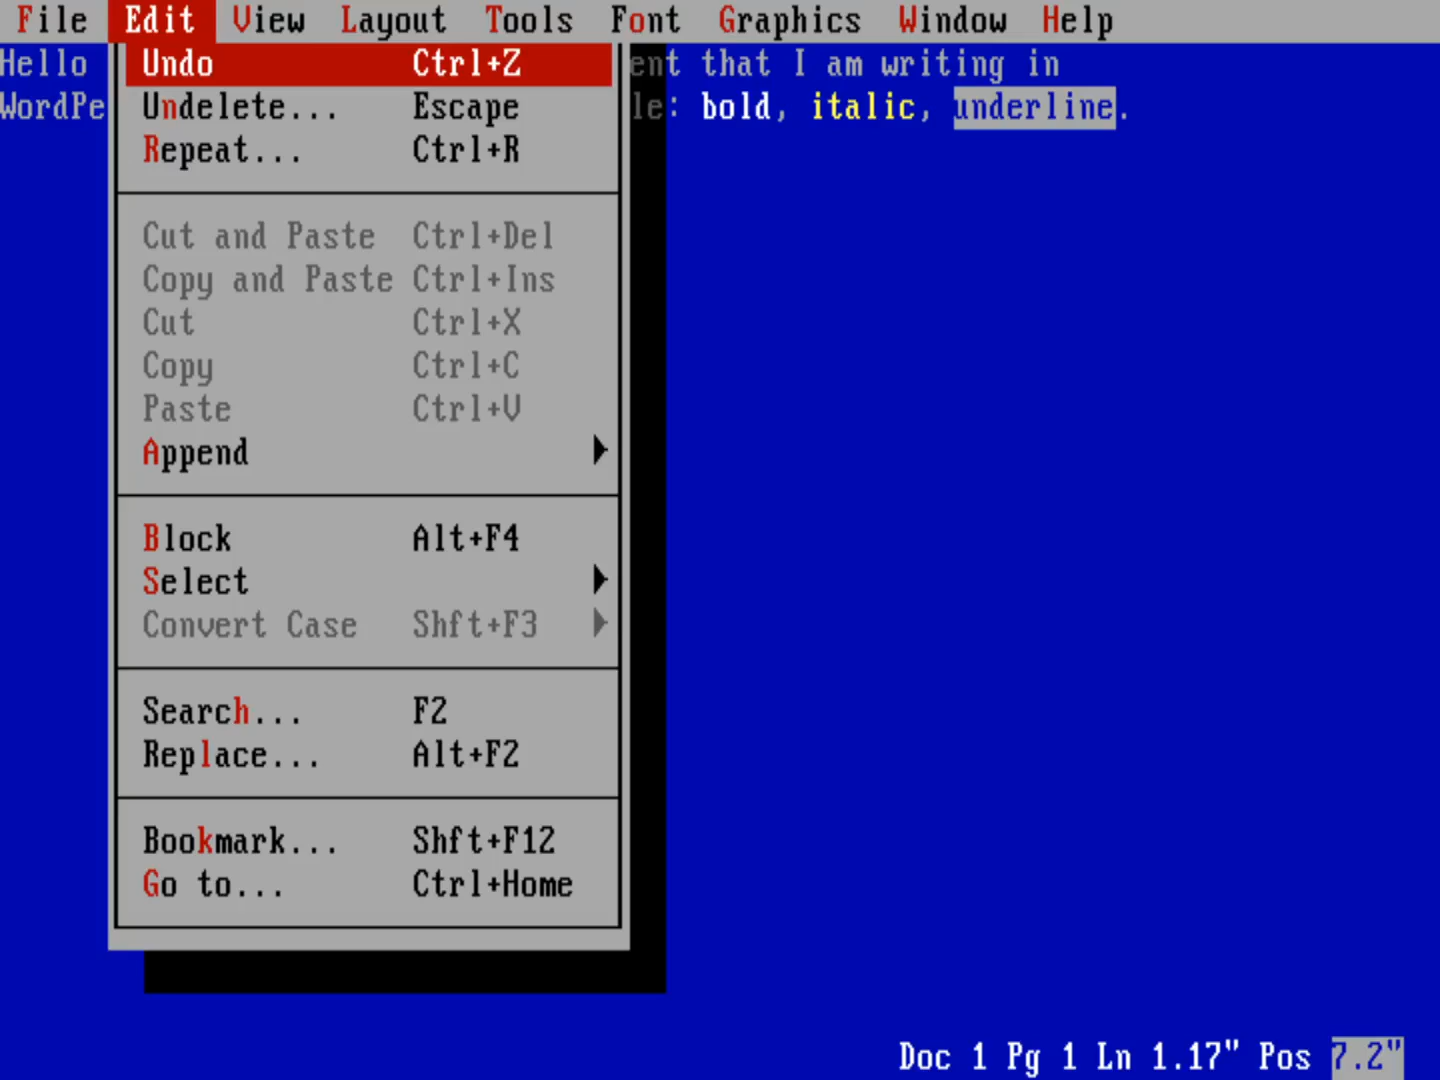 File Edit View Layout Tools Font Graphics Window Help
Hello ent that I am writing in
WordPe le: bold, italic, underline.
Undo Ctrl+Z
Undelete... Escape
Repeat... Ctrl+R
Cut and Paste Ctrl+Del
Copy and Paste Ctrl+Ins
Cut Ctrl+X
Copy Ctrl+C
Paste Ctrl+V
Append
Block Alt+F4
Select
Convert Case Shft+F3
Search... F2
Replace... Alt+F2
Bookmark... Shft+F12
Go to... Ctrl+Home
Doc 1 Pg 1 Ln 1.17" Pos 7.2"